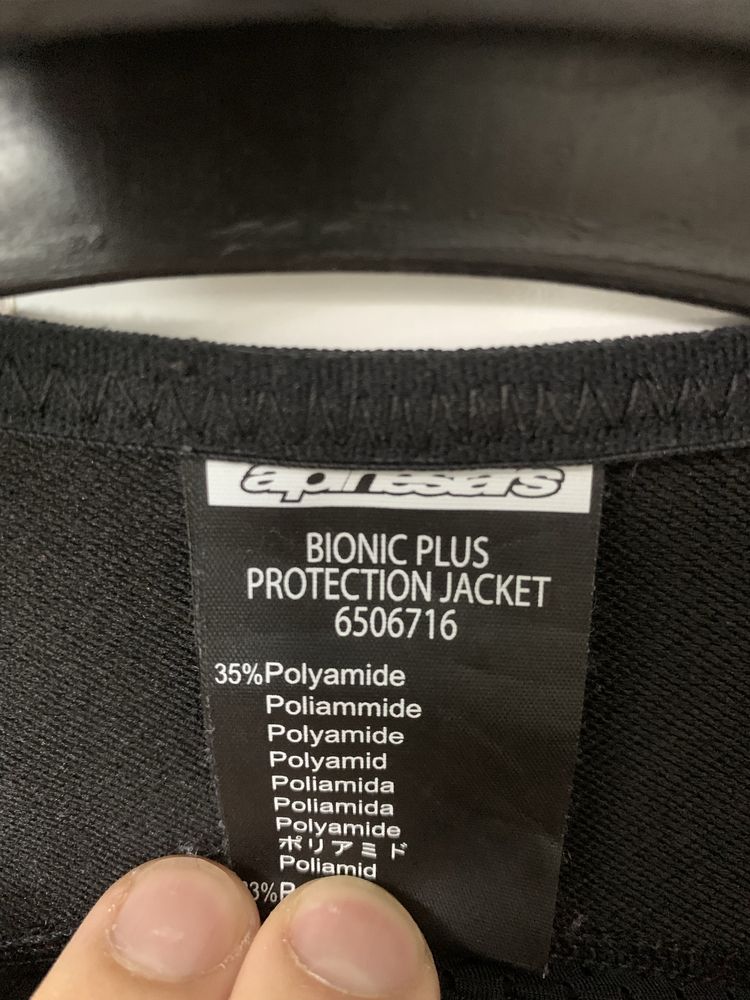 alpinestars
BIONIC PLUS
PROTECTION JACKET
6506716
35%Polyamide
Poliammide
Polyamide
Polyamid
Poliamida
Poliamida
Polyamide
ポリアミド
Poliamid